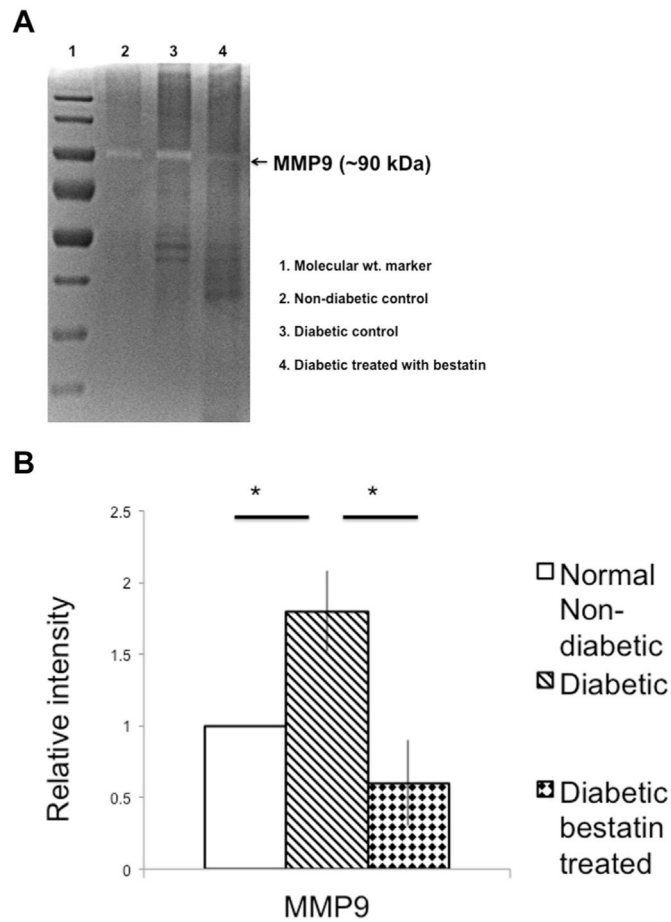 A
1 2 3 4
MMP9 (~90 kDa)
1. Molecular wt. marker
2. Non-diabetic control
3. Diabetic control
4. Diabetic treated with bestatin
B
* *
2.5
2
1.5
1
0.5
0
Relative intensity
MMP9
Normal
Non-
diabetic
Diabetic
Diabetic
bestatin
treated